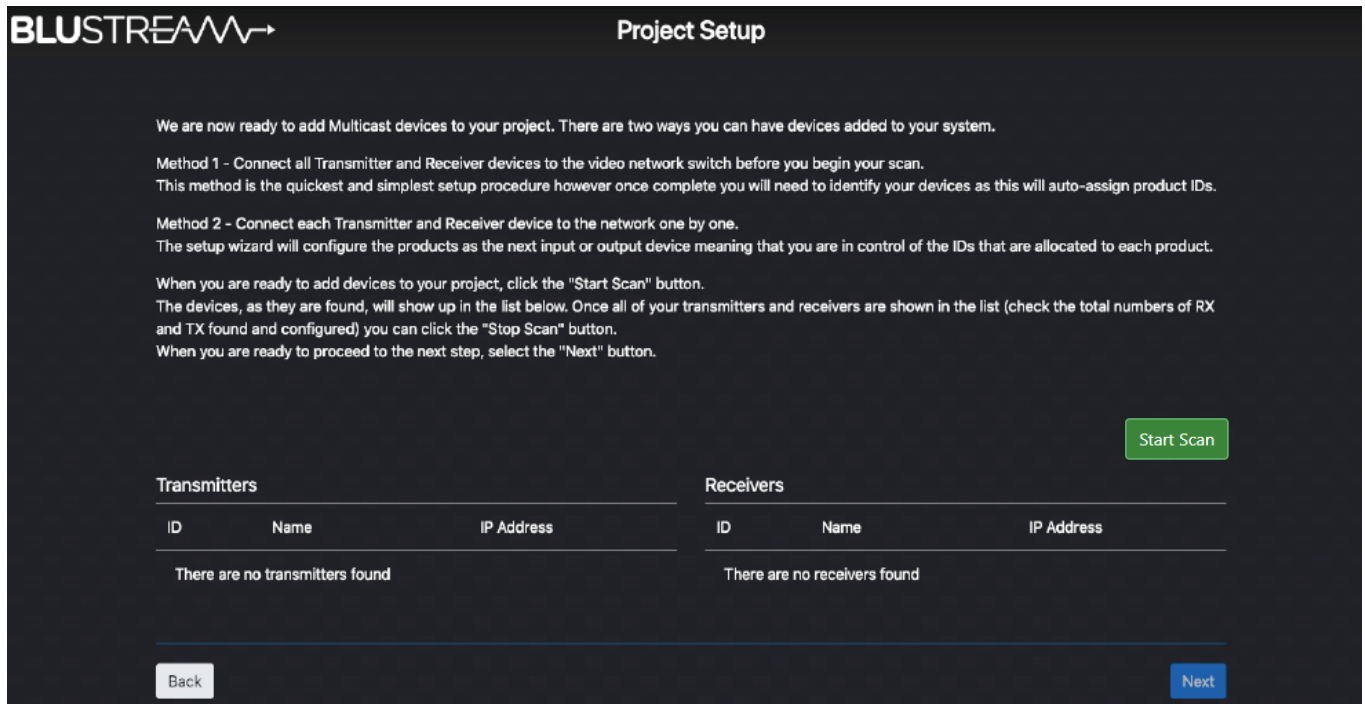 BLUSTREAM
Project Setup
We are now ready to add Multicast devices to your project. There are two ways you can have devices added to your system.
Method 1 - Connect all Transmitter and Receiver devices to the video network switch before you begin your scan.
This method is the quickest and simplest setup procedure however once complete you will need to identify your devices as this will auto-assign product IDs.
Method 2 - Connect each Transmitter and Receiver device to the network one by one.
The setup wizard will configure the products as the next input or output device meaning that you are in control of the IDs that are allocated to each product.
When you are ready to add devices to your project, click the "Start Scan" button.
The devices, as they are found, will show up in the list below. Once all of your transmitters and receivers are shown in the list (check the total numbers of RX
and TX found and configured) you can click the "Stop Scan" button.
When you are ready to proceed to the next step, select the "Next" button.
Start Scan
Transmitters
ID Name IP Address
There are no transmitters found
Receivers
ID Name IP Address
There are no receivers found
Back
Next